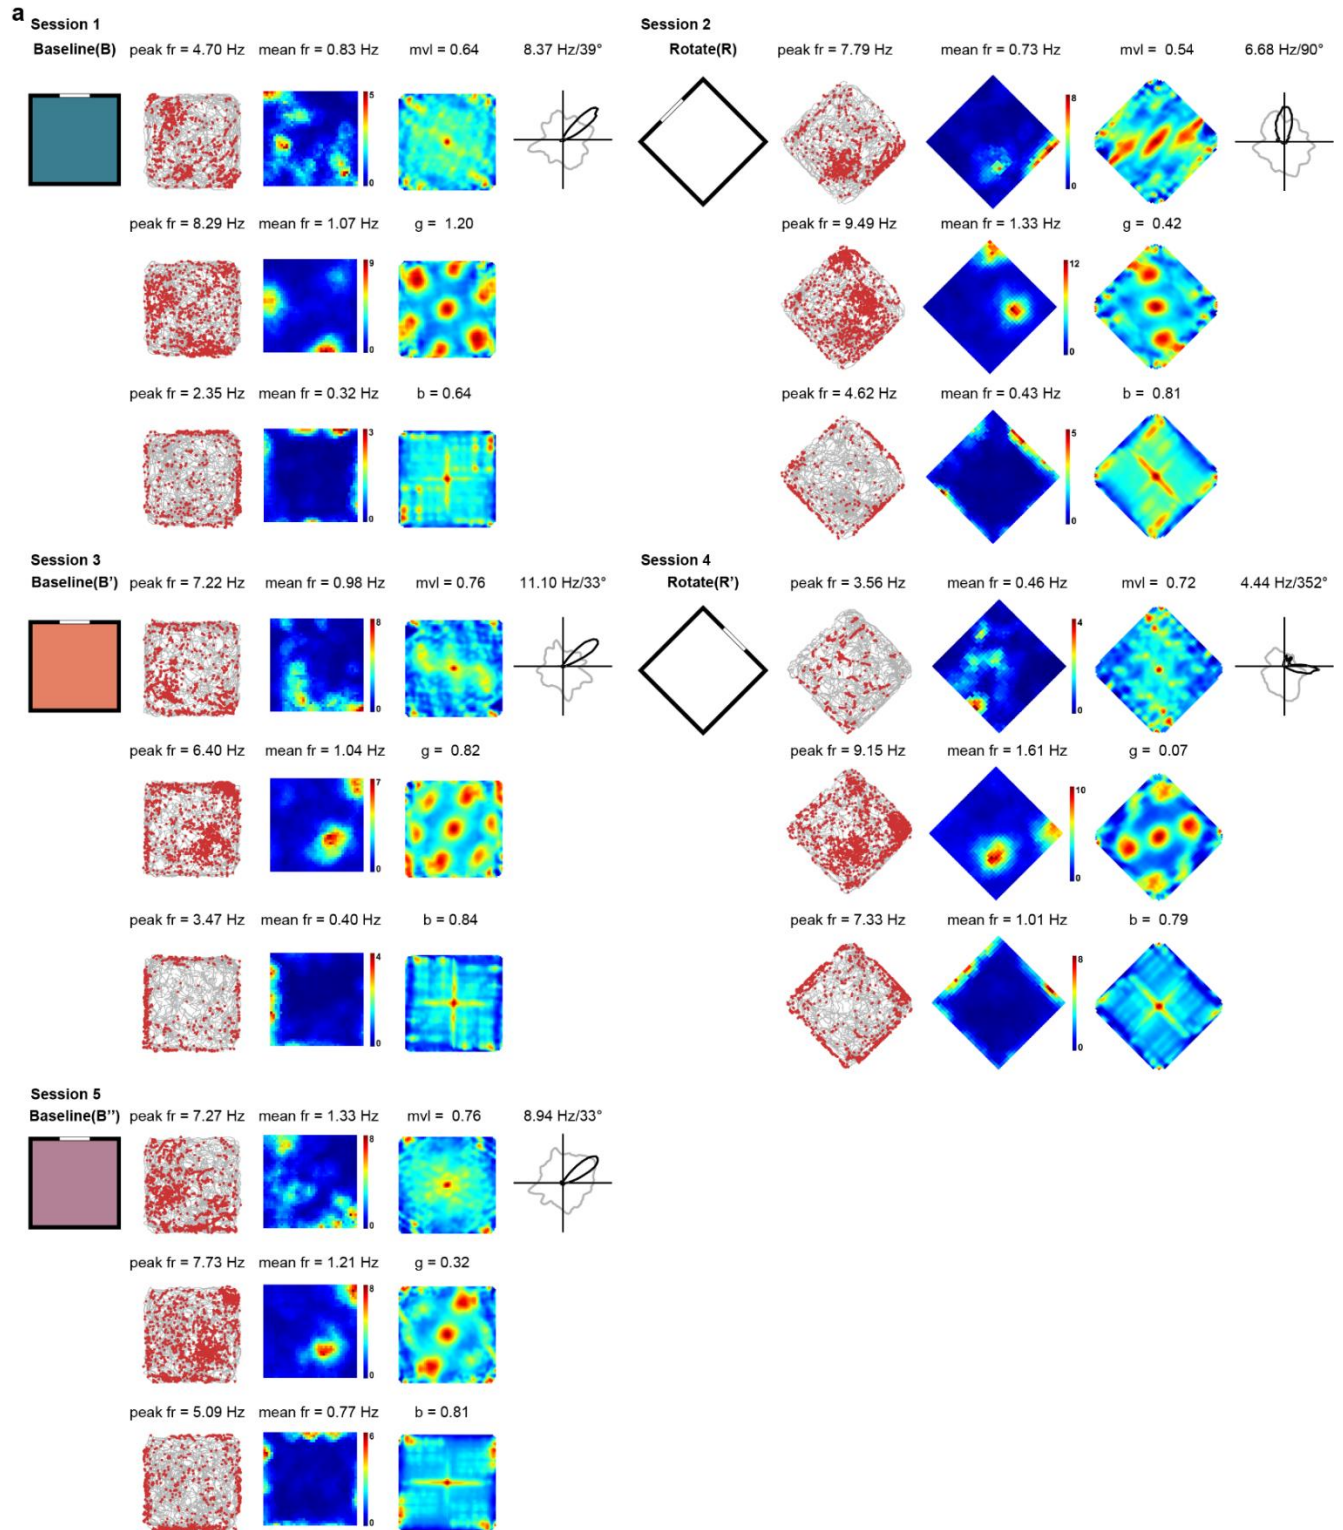 a
Session 1
Baseline(B) peak fr = 4.70 Hz mean fr = 0.83 Hz mvl = 0.64 8.37 Hz/39°
5
0
peak fr = 8.29 Hz mean fr = 1.07 Hz g = 1.20
9
0
peak fr = 2.35 Hz mean fr = 0.32 Hz b = 0.64
3
0
Session 2
Rotate(R) peak fr = 7.79 Hz mean fr = 0.73 Hz mvl = 0.54 6.68 Hz/90°
8
0
peak fr = 9.49 Hz mean fr = 1.33 Hz g = 0.42
12
0
peak fr = 4.62 Hz mean fr = 0.43 Hz b = 0.81
5
0
Session 3
Baseline(B') peak fr = 7.22 Hz mean fr = 0.98 Hz mvl = 0.76 11.10 Hz/33°
8
0
peak fr = 6.40 Hz mean fr = 1.04 Hz g = 0.82
7
0
peak fr = 3.47 Hz mean fr = 0.40 Hz b = 0.84
4
0
Session 4
Rotate(R') peak fr = 3.56 Hz mean fr = 0.46 Hz mvl = 0.72 4.44 Hz/352°
4
0
peak fr = 9.15 Hz mean fr = 1.61 Hz g = 0.07
10
0
peak fr = 7.33 Hz mean fr = 1.01 Hz b = 0.79
8
0
Session 5
Baseline(B'') peak fr = 7.27 Hz mean fr = 1.33 Hz mvl = 0.76 8.94 Hz/33°
8
0
peak fr = 7.73 Hz mean fr = 1.21 Hz g = 0.32
8
0
peak fr = 5.09 Hz mean fr = 0.77 Hz b = 0.81
6
0